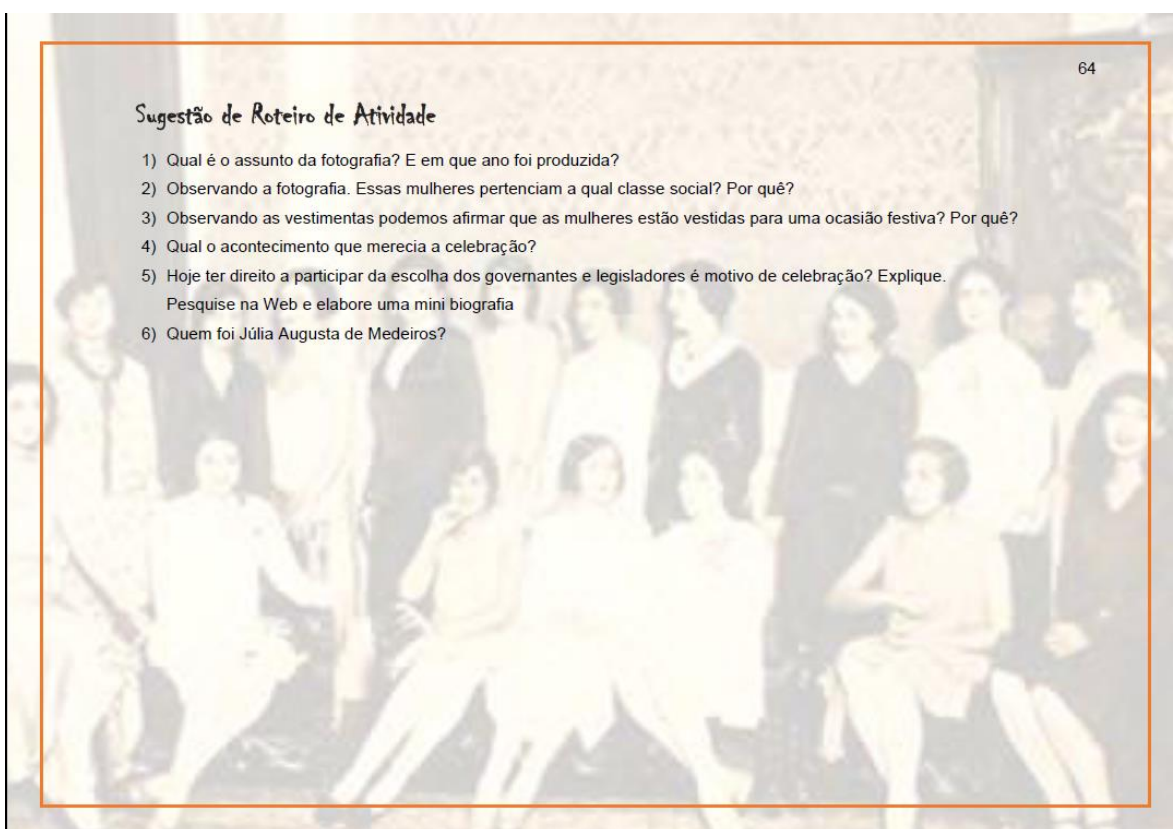 64
Sugestão de Roteiro de Atividade
1) Qual é o assunto da fotografia? E em que ano foi produzida?
2) Observando a fotografia. Essas mulheres pertenciam a qual classe social? Por quê?
3) Observando as vestimentas podemos afirmar que as mulheres estão vestidas para uma ocasião festiva? Por quê?
4) Qual o acontecimento que merecia a celebração?
5) Hoje ter direito a participar da escolha dos governantes e legisladores é motivo de celebração? Explique.
Pesquise na Web e elabore uma mini biografia
6) Quem foi Júlia Augusta de Medeiros?